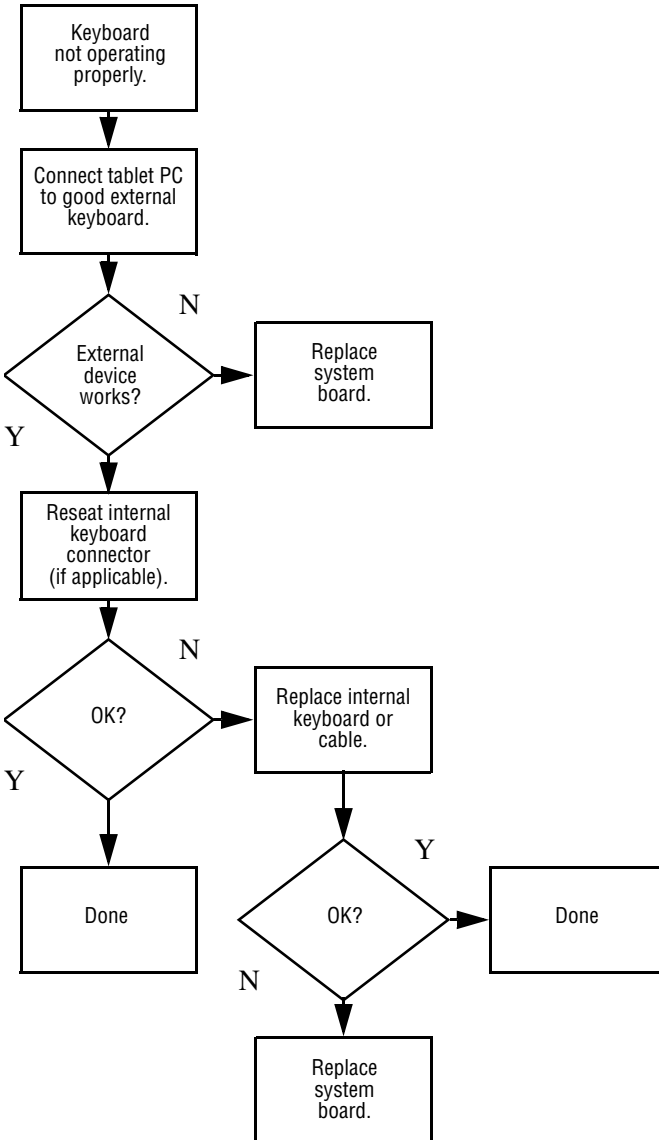 Keyboard
not operating
properly.
Connect tablet PC
to good external
keyboard.
N
External
device
works?
Replace
system
board.
Y
Reseat internal
keyboard
connector
(if applicable).
N
OK?
Replace internal
keyboard or
cable.
Y
Y
Done
OK?
Done
N
Replace
system
board.